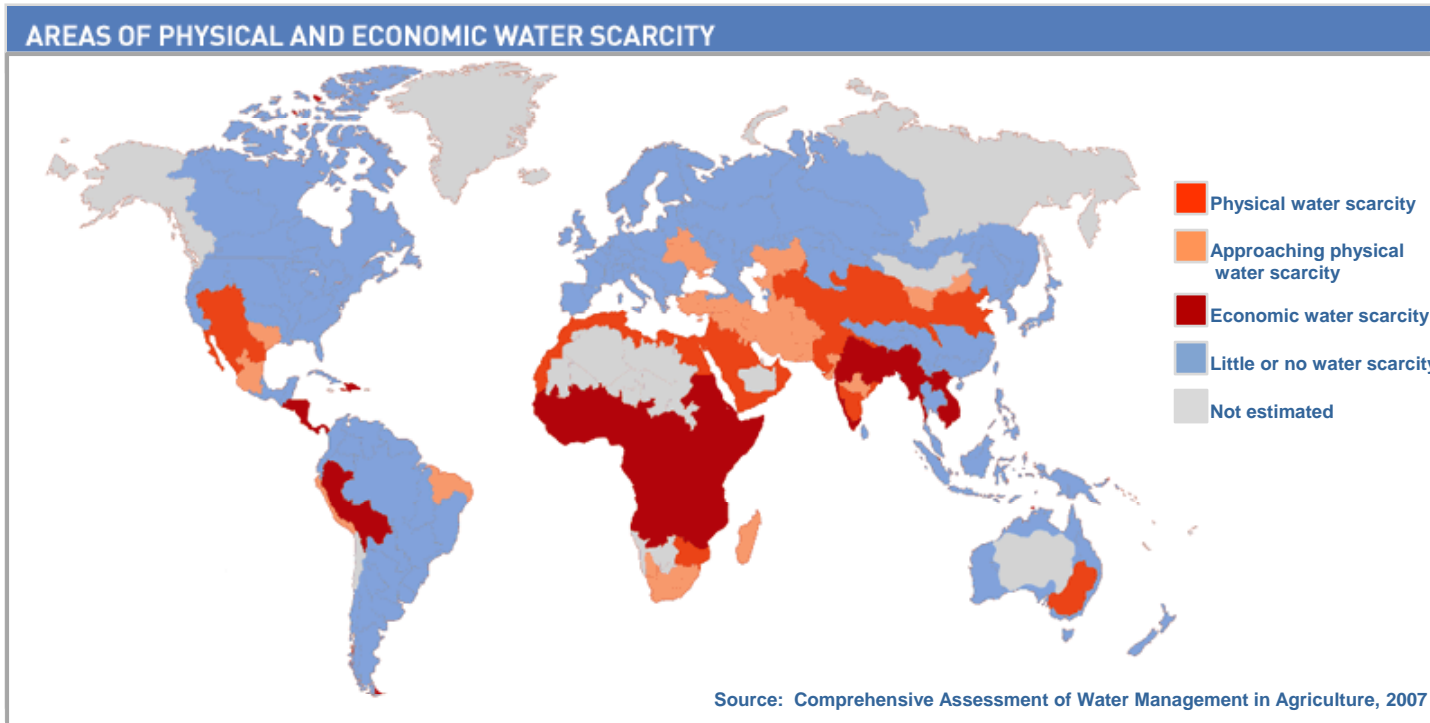 AREAS OF PHYSICAL AND ECONOMIC WATER SCARCITY
Physical water scarcity
Approaching physical
water scarcity
Economic water scarcity
Little or no water scarcity
Not estimated
Source: Comprehensive Assessment of Water Management in Agriculture, 2007